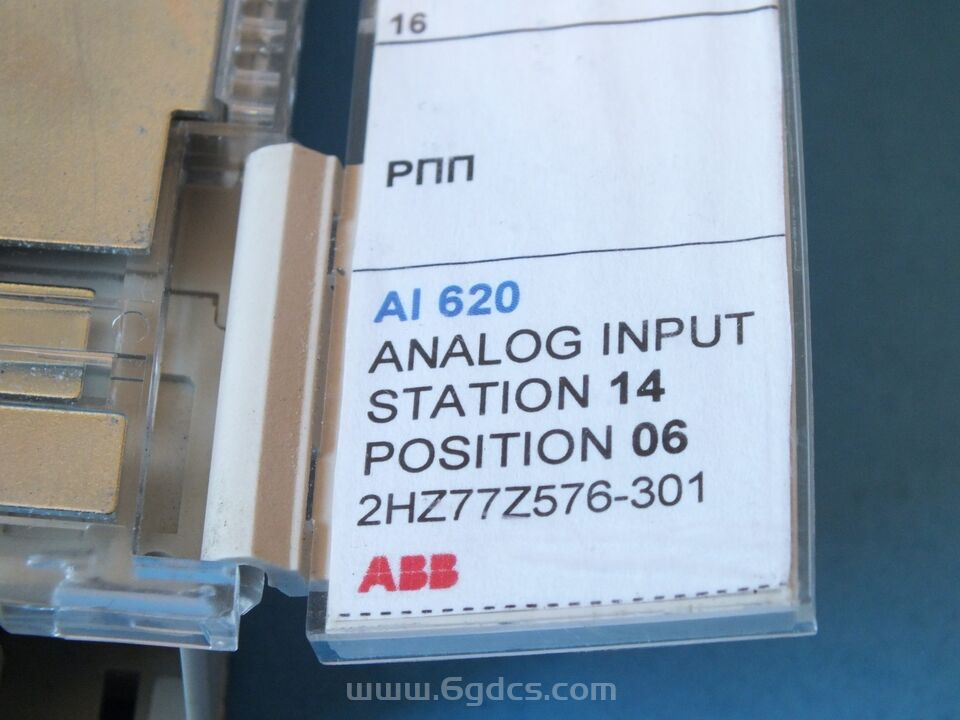 16
РПП
AI 620
ANALOG INPUT
STATION 14
POSITION 06
2HZ77Z576-301
ABB
www.6gdcs.com